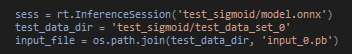 sess = rt.InferenceSession('test_sigmoid/model.onnx')
test_data_dir = 'test_sigmoid/test_data_set_0'
input_file = os.path.join(test_data_dir, 'input_0.pb')